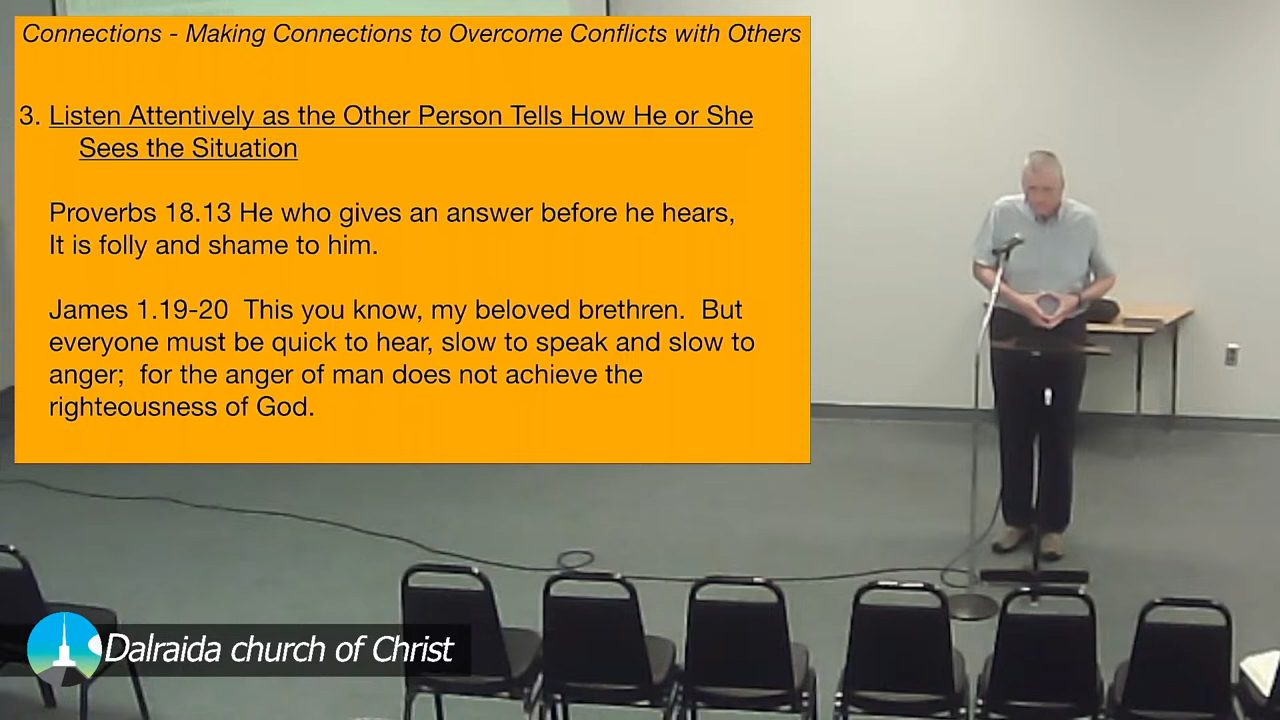 Connections - Making Connections to Overcome Conflicts with Others
3. Listen Attentively as the Other Person Tells How He or She
Sees the Situation
Proverbs 18.13 He who gives an answer before he hears,
It is folly and shame to him.
James 1.19-20 This you know, my beloved brethren. But
everyone must be quick to hear, slow to speak and slow to
anger; for the anger of man does not achieve the
righteousness of God.
Dalraida church of Christ